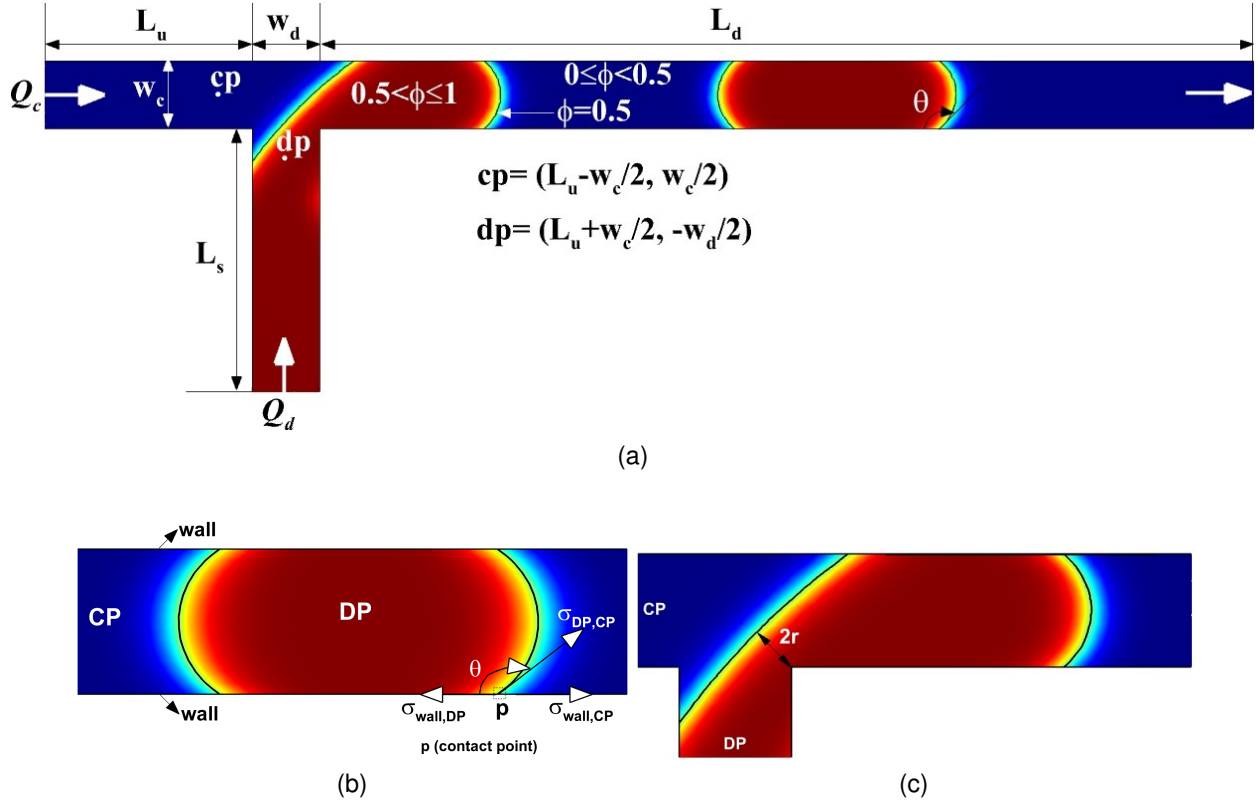 L_u w_d L_d
Q_c w_c cp 0.5<ϕ≤1 0≤ϕ<0.5 θ
ϕ=0.5
dp
cp= (L_u-w_c/2, w_c/2)
dp= (L_u+w_c/2, -w_d/2)
L_s
Q_d
(a)
wall
CP DP σ_DP,CP
θ
wall σ_wall,DP p σ_wall,CP
p (contact point)
(b)
CP
2r
DP
(c)